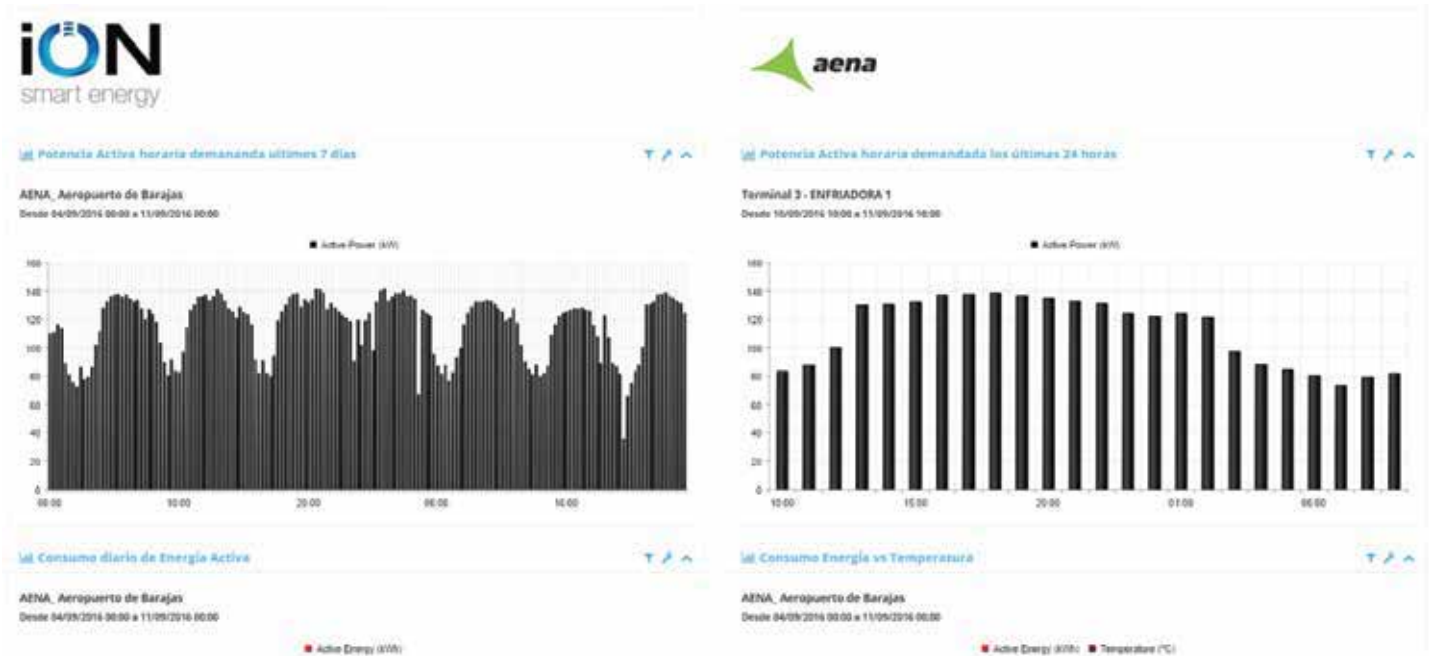 iON
smart energy
aena
Potencia Activa horaria demananda ultimos 7 días
Potencia Activa horaria demandada los últimas 24 horas
AENA_ Aeropuerto de Barajas
Desde 04/09/2016 00:00 a 11/09/2016 00:00
Terminal 3 - ENFRIADORA 1
Desde 10/09/2016 10:00 a 11/09/2016 10:00
Active Power (kW)
Active Power (kW)
160
140
120
100
80
60
40
20
0
00:00 10:00 20:00 06:00 16:00
160
140
120
100
80
60
40
20
0
10:00 15:00 20:00 01:00 06:00
Consumo diario de Energía Activa
Consumo Energía vs Temperatura
AENA_ Aeropuerto de Barajas
Desde 04/09/2016 00:00 a 11/09/2016 00:00
AENA_ Aeropuerto de Barajas
Desde 04/09/2016 00:00 a 11/09/2016 00:00
Active Energy (kWh)
Active Energy (kWh) Temperature (°C)